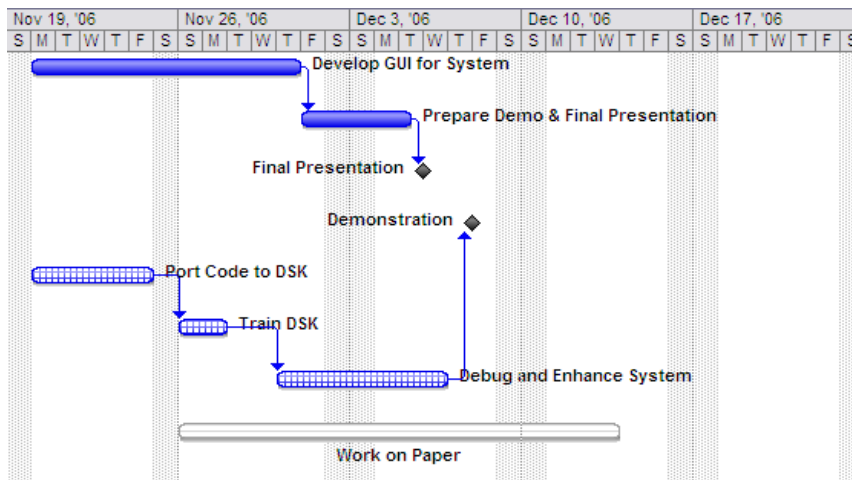 Nov 19, '06 Nov 26, '06 Dec 3, '06 Dec 10, '06 Dec 17, '06
S M T W T F S S M T W T F S S M T W T F S S M T W T F S S M T W T F S
Develop GUI for System
Prepare Demo & Final Presentation
Final Presentation
Demonstration
Port Code to DSK
Train DSK
Debug and Enhance System
Work on Paper